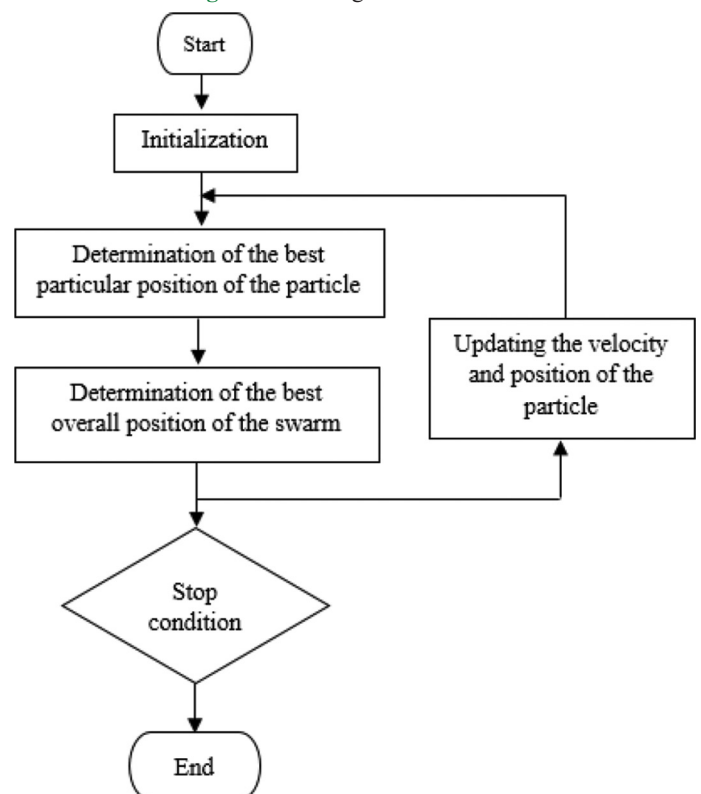 Start
Initialization
Determination of the best
particular position of the particle
Determination of the best
overall position of the swarm
Updating the velocity
and position of the
particle
Stop
condition
End